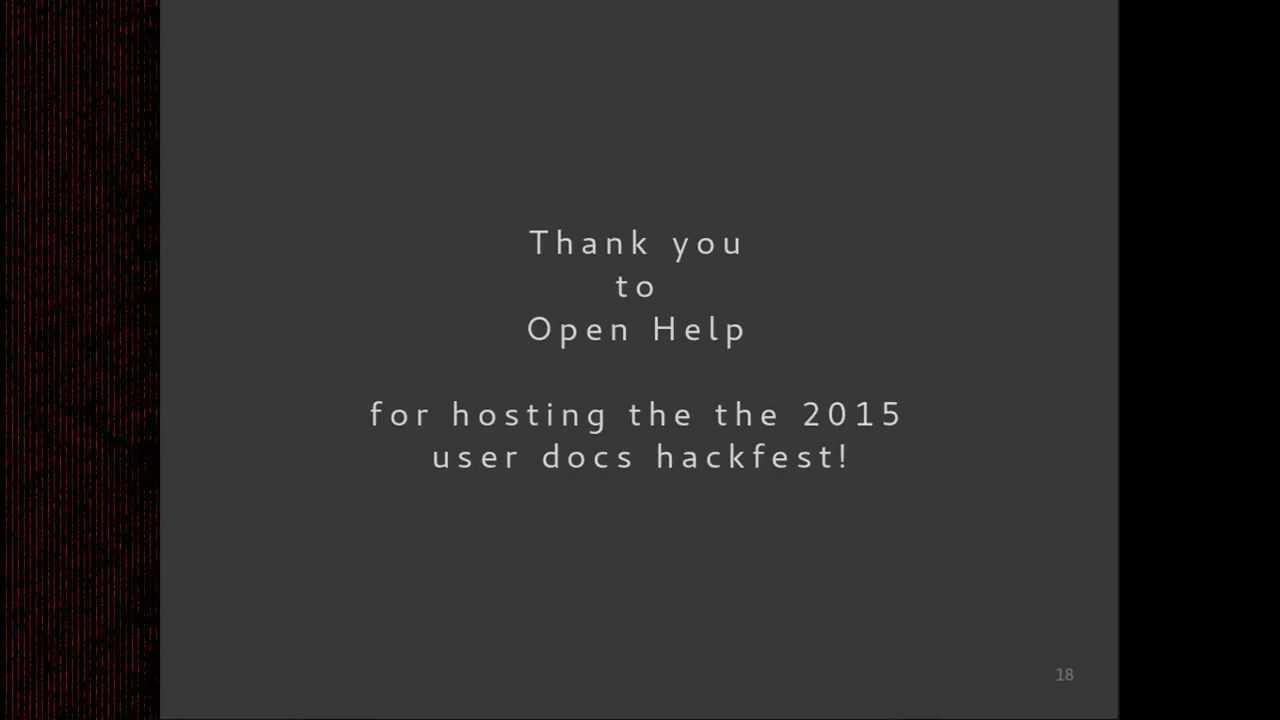 Thank you
to
Open Help
for hosting the the 2015
user docs hackfest!
18